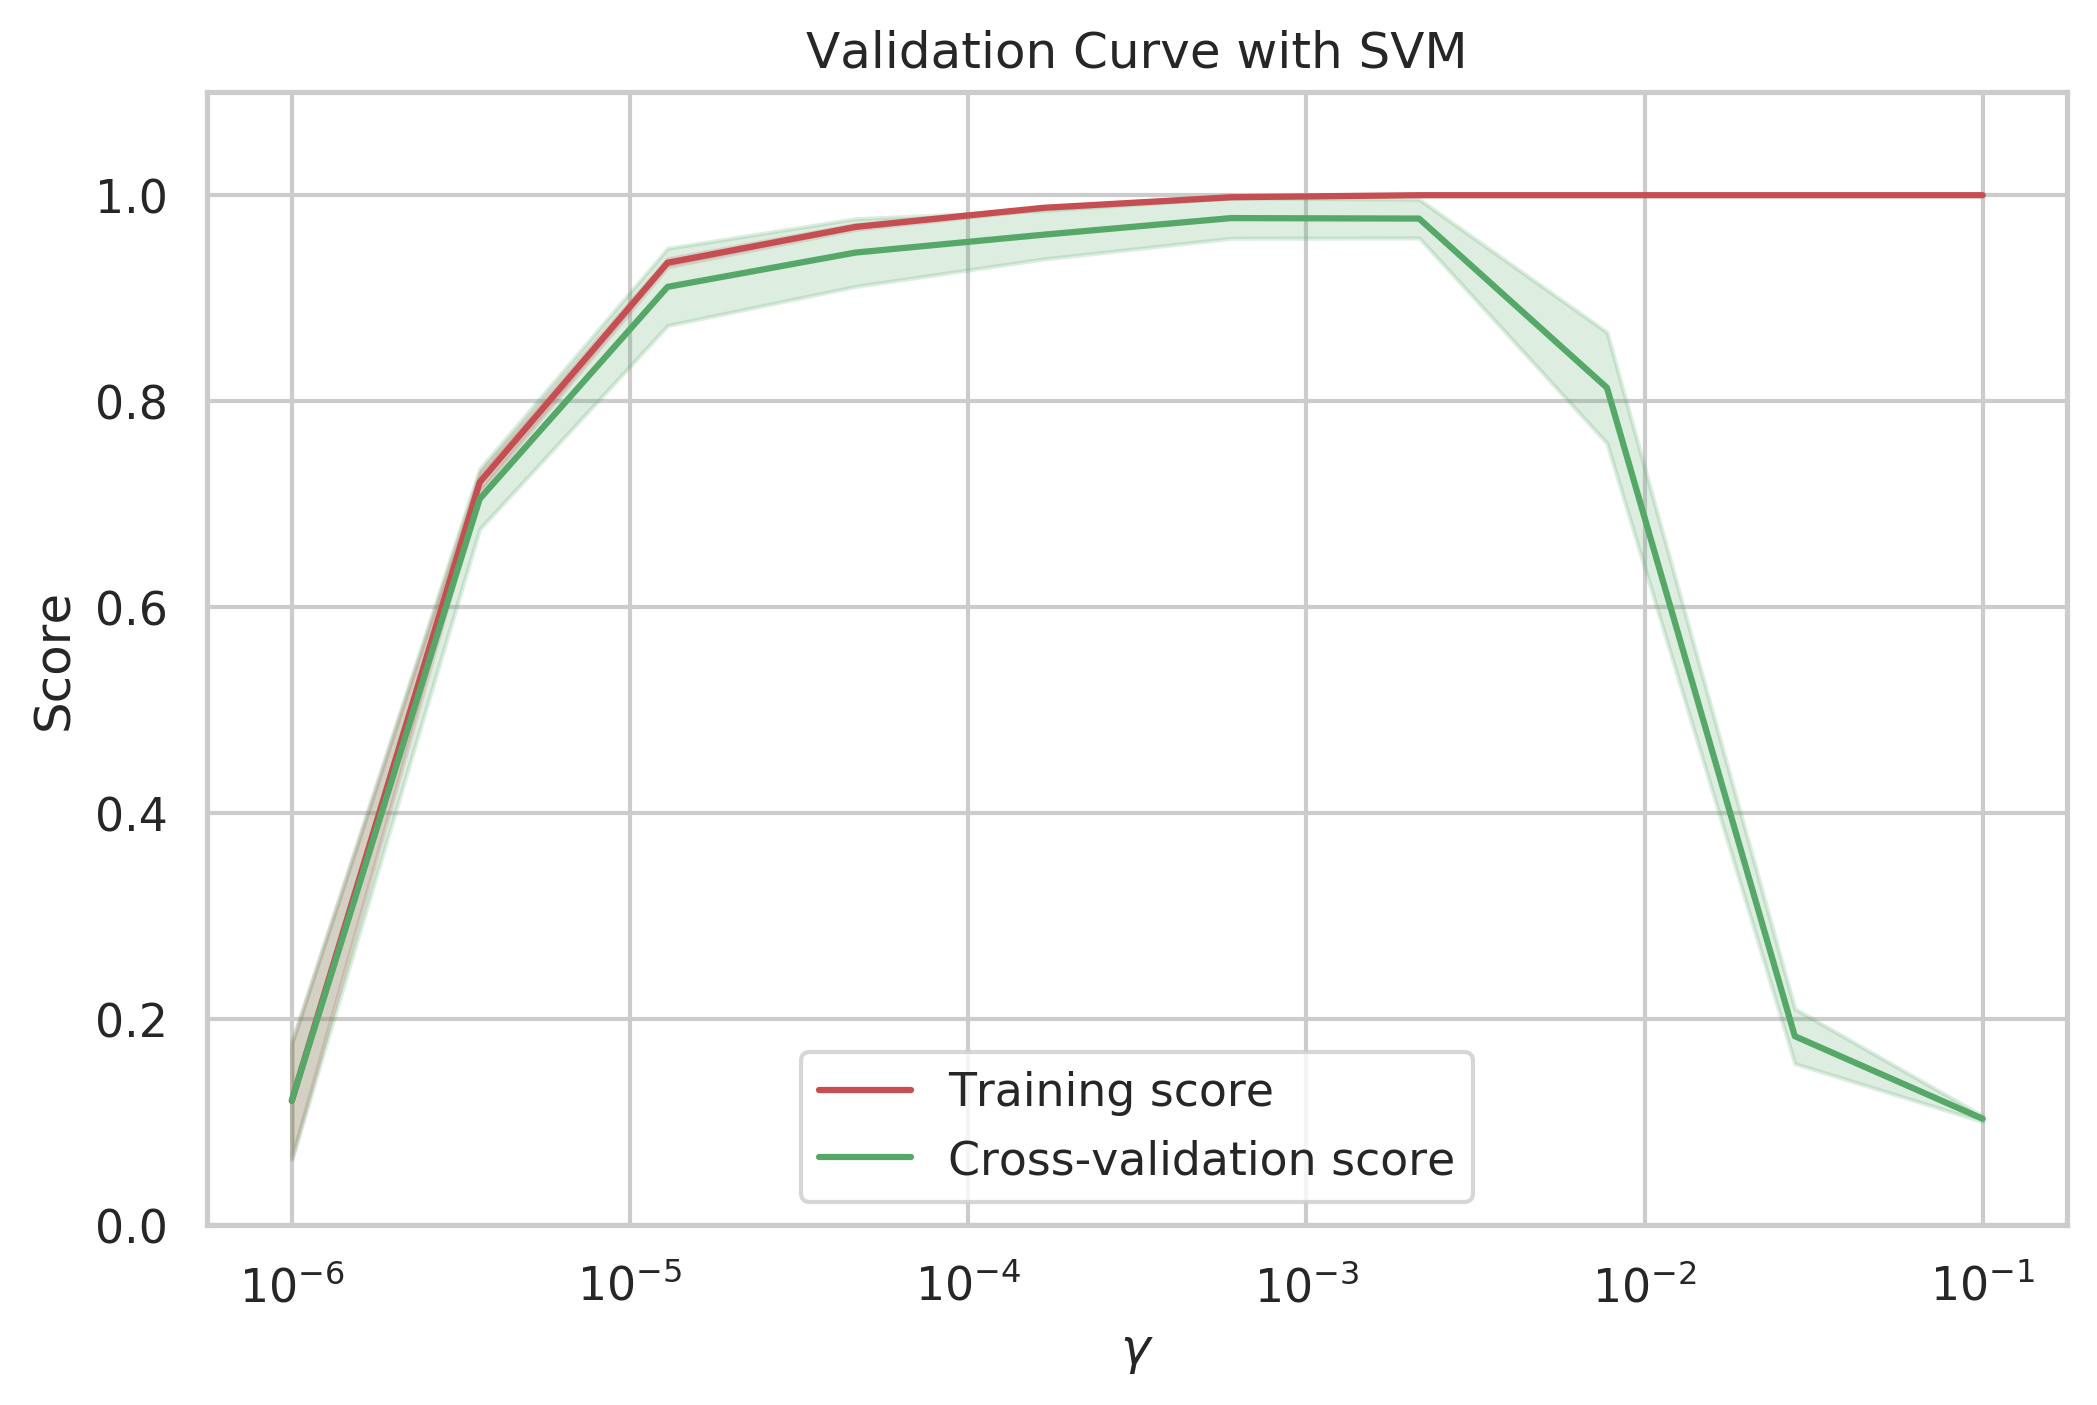 Validation Curve with SVM
1.0
0.8
0.6
0.4
0.2
0.0
Score
Training score
Cross-validation score
10⁻⁶ 10⁻⁵ 10⁻⁴ 10⁻³ 10⁻² 10⁻¹
γ